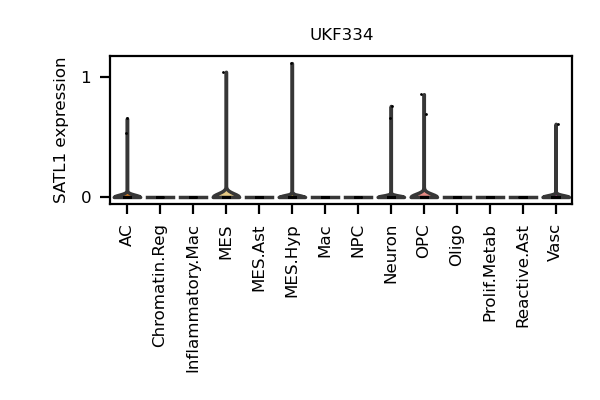 UKF334
SATL1 expression
1
0
AC
Chromatin.Reg
Inflammatory.Mac
MES
MES.Ast
MES.Hyp
Mac
NPC
Neuron
OPC
Oligo
Prolif.Metab
Reactive.Ast
Vasc